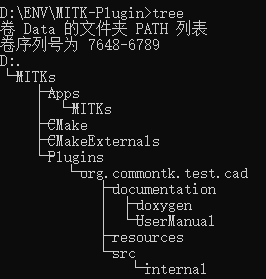 D:\ENV\MITK-Plugin>tree
卷 Data 的文件夹 PATH 列表
卷序列号为 7648-6789
D:.
└─MITKs
    ├─Apps
    │  └─MITKs
    ├─CMake
    ├─CMakeExternals
    └─Plugins
        └─org.commontk.test.cad
            ├─documentation
            │  ├─doxygen
            │  └─UserManual
            ├─resources
            └─src
                └─internal